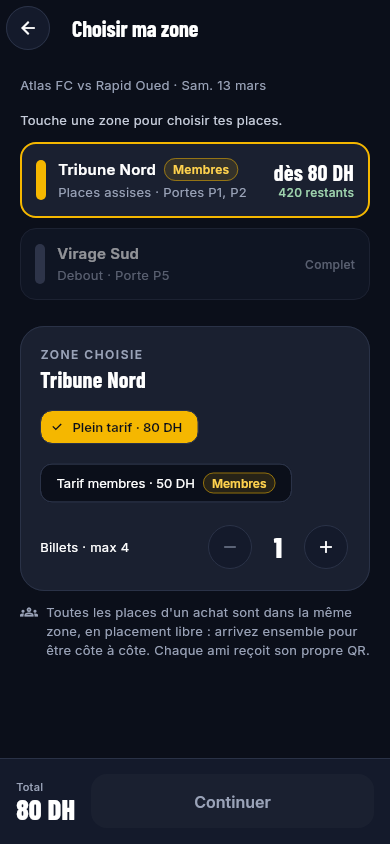 Choisir ma zone
Atlas FC vs Rapid Oued · Sam. 13 mars
Touche une zone pour choisir tes places.
Tribune Nord Membres
dès 80 DH
Places assises · Portes P1, P2
420 restants
Virage Sud
Debout · Porte P5
Complet
ZONE CHOISIE
Tribune Nord
Plein tarif · 80 DH
Tarif membres · 50 DH Membres
Billets · max 4
1
Toutes les places d'un achat sont dans la même
zone, en placement libre : arrivez ensemble pour
être côte à côte. Chaque ami reçoit son propre QR.
Total
80 DH
Continuer